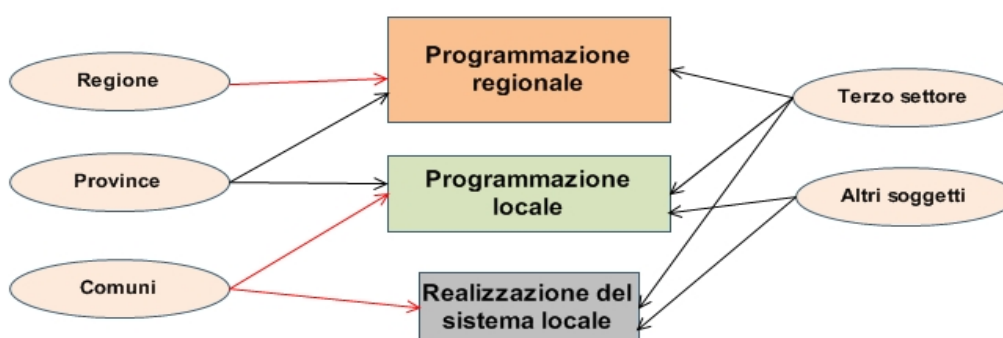 Programmazione
regionale
Regione
Terzo settore
Province
Programmazione
locale
Altri soggetti
Comuni
Realizzazione del
sistema locale